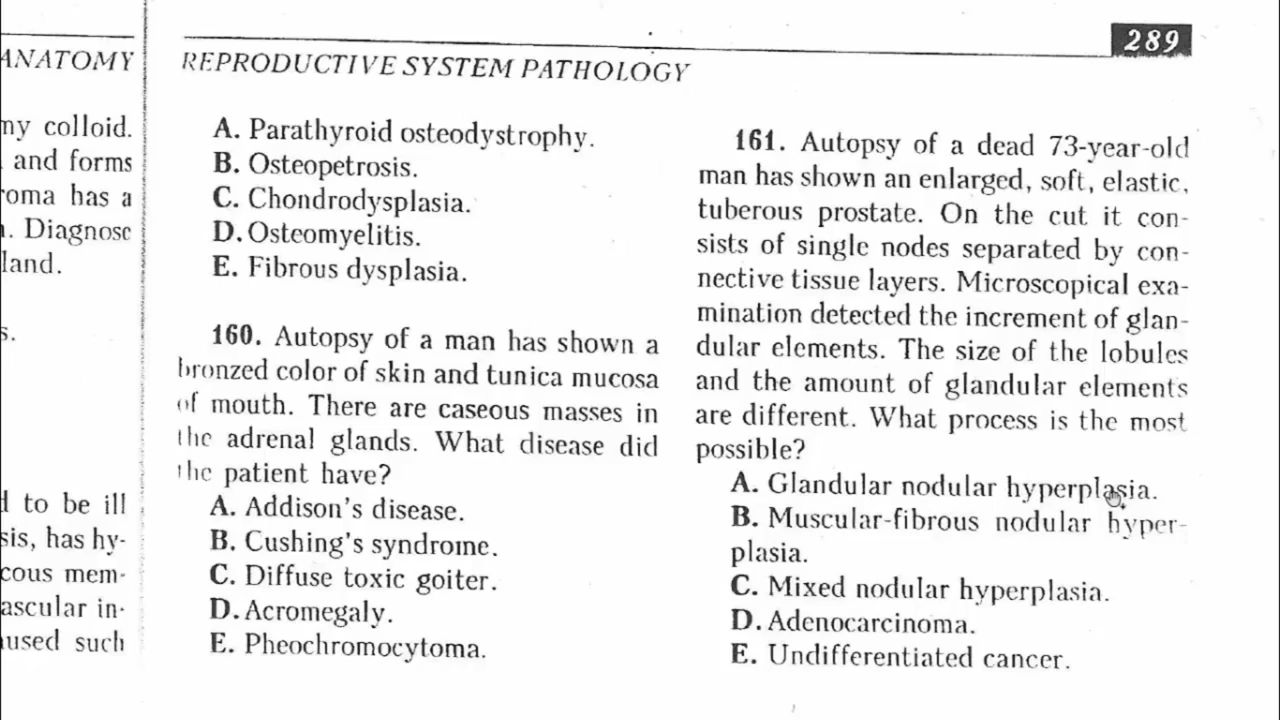 289
ANATOMY
REPRODUCTIVE SYSTEM PATHOLOGY
my colloid.
and forms
roma has a
. Diagnose
land.
s.
to be ill
sis, has hy-
cous mem-
ascular in-
aused such
A. Parathyroid osteodystrophy.
B. Osteopetrosis.
C. Chondrodysplasia.
D. Osteomyelitis.
E. Fibrous dysplasia.
160. Autopsy of a man has shown a
bronzed color of skin and tunica mucosa
of mouth. There are caseous masses in
the adrenal glands. What disease did
the patient have?
A. Addison's disease.
B. Cushing's syndrome.
C. Diffuse toxic goiter.
D. Acromegaly.
E. Pheochromocytoma.
161. Autopsy of a dead 73-year-old
man has shown an enlarged, soft, elastic,
tuberous prostate. On the cut it con-
sists of single nodes separated by con-
nective tissue layers. Microscopical exa-
mination detected the increment of glan-
dular elements. The size of the lobules
and the amount of glandular elements
are different. What process is the most
possible?
A. Glandular nodular hyperplasia.
B. Muscular-fibrous nodular hyper-
plasia.
C. Mixed nodular hyperplasia.
D. Adenocarcinoma.
E. Undifferentiated cancer.